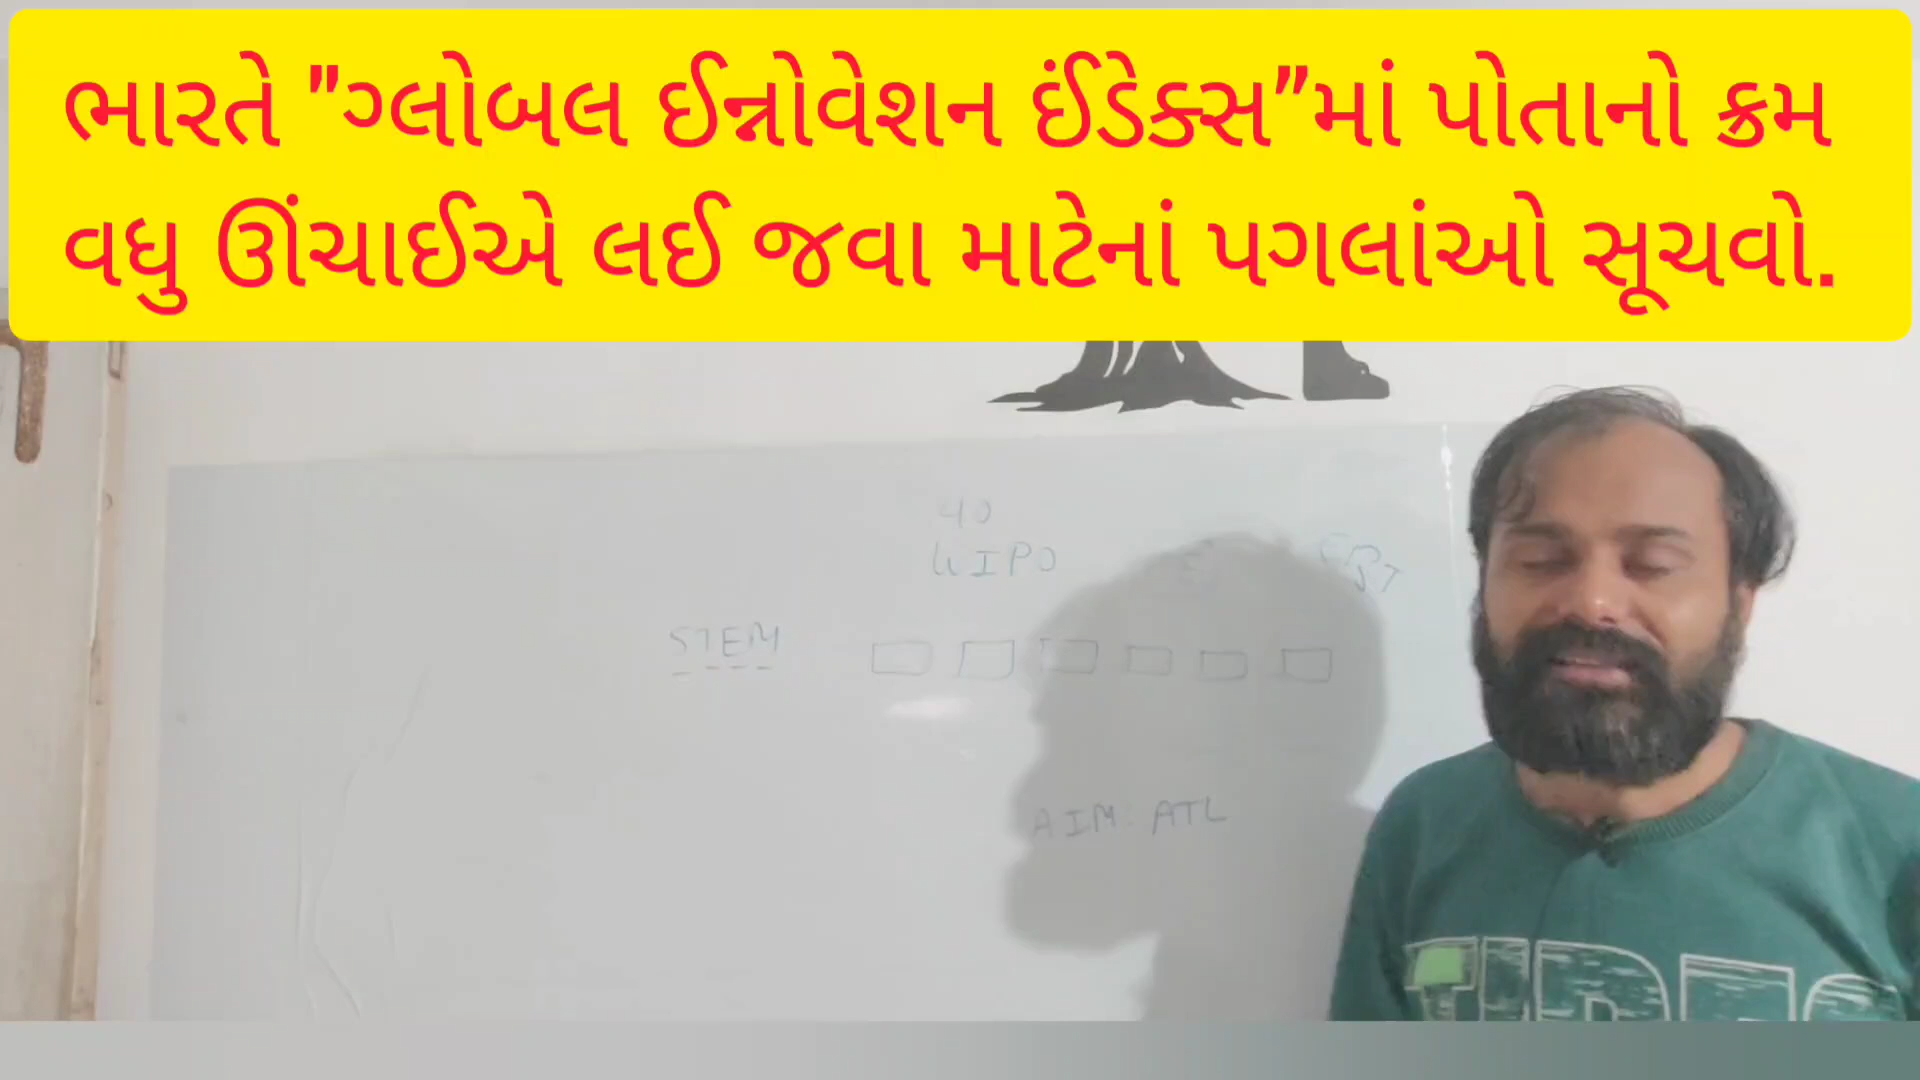 ભારતે "ગ્લોબલ ઈન્નોવેશન ઈંડેક્સ"માં પોતાનો ક્રમ
વધુ ઊંચાઈએ લઈ જવા માટેનાં પગલાંઓ સૂચવો.
40
WIPO
STEM
AIM: ATL